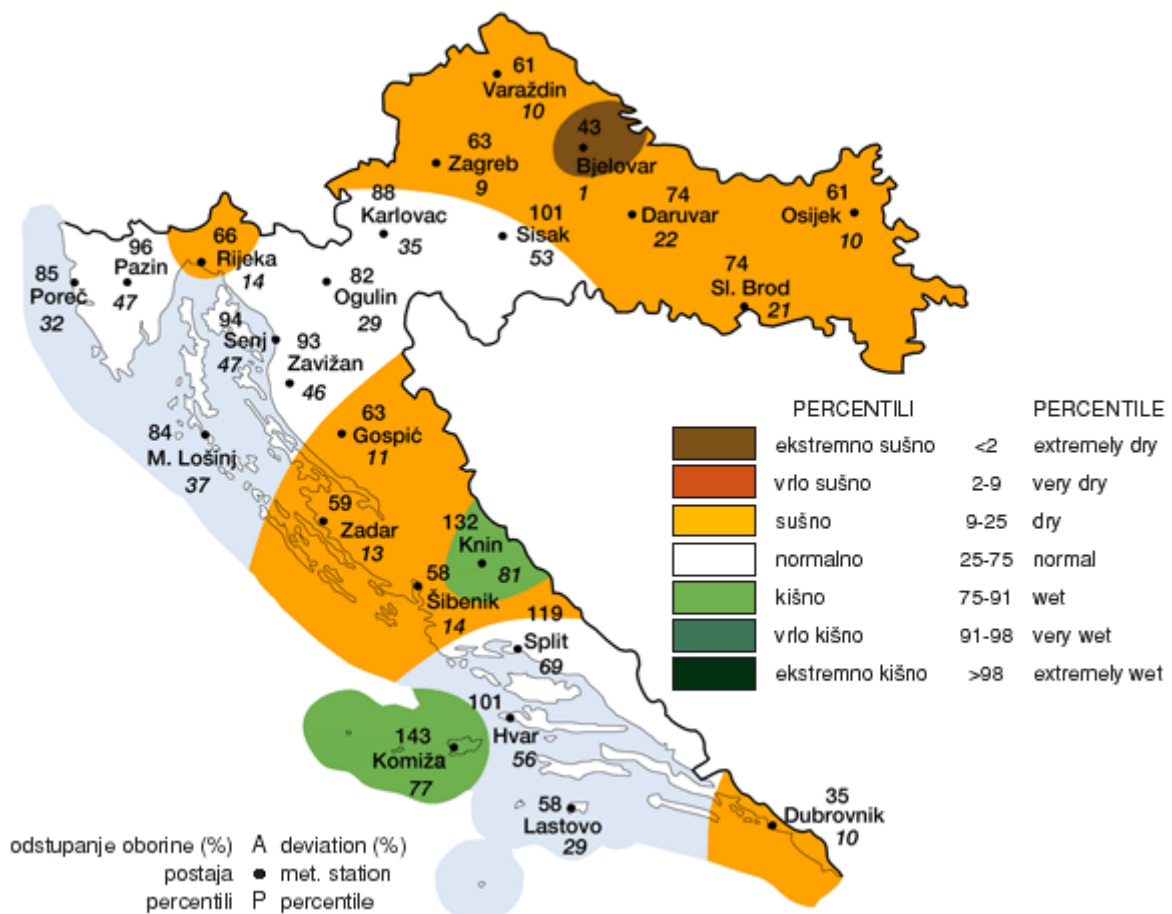 61
Varaždin
10
43
Bjelovar
1
63
Zagreb
9
74
Daruvar
22
61
Osijek
10
88
Karlovac
35
101
Sisak
53
66
Rijeka
14
96
Pazin
47
85
Poreč
32
82
Ogulin
29
74
Sl. Brod
21
94
Senj
47
93
Zavižan
46
84
M. Lošinj
37
63
Gospić
11
59
Zadar
13
132
Knin
81
58
Šibenik
14
119
Split
69
101
Hvar
56
143
Komiža
77
58
Lastovo
29
35
Dubrovnik
10
PERCENTILI PERCENTILE
ekstremno sušno <2 extremely dry
vrlo sušno 2-9 very dry
sušno 9-25 dry
normalno 25-75 normal
kišno 75-91 wet
vrlo kišno 91-98 very wet
ekstremno kišno >98 extremely wet
odstupanje oborine (%) A deviation (%)
postaja met. station
percentili P percentile